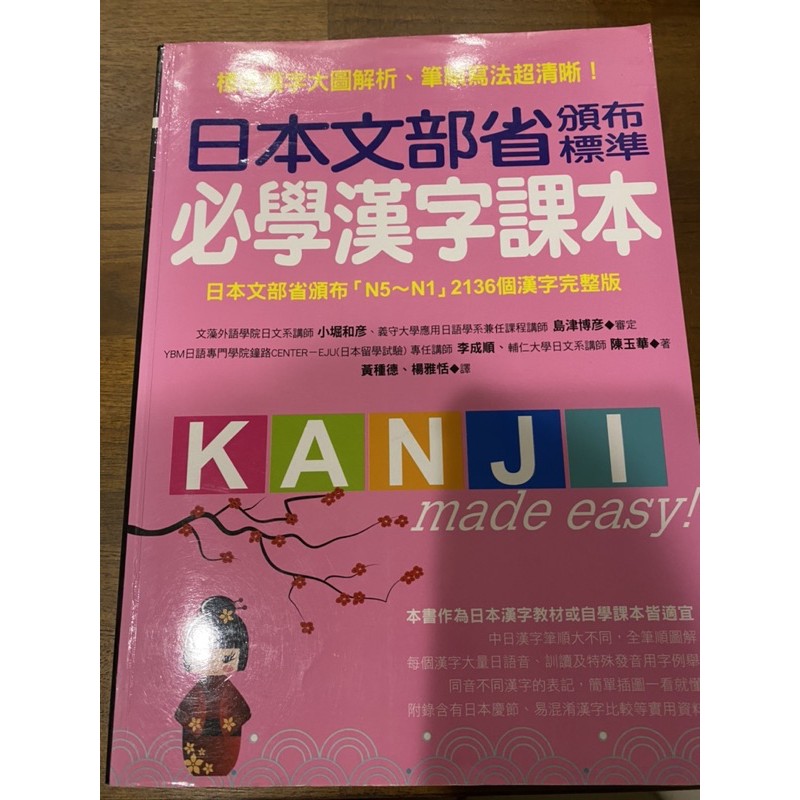 漢字大圖解析、筆順寫法超清晰！
日本文部省頒布標準
必學漢字課本
日本文部省頒布「N5～N1」2136個漢字完整版
文藻外語學院日文系講師 小堀和彦、義守大學應用日語學系兼任課程講師 島津博彦◆審定
YBM日語專門學院鐘路CENTER－EJU(日本留學試驗) 專任講師 李成順、輔仁大學日文系講師 陳玉華◆著
黃種德、楊雅恬◆譯
KANJI
made easy!
本書作為日本漢字教材或自學課本皆適宜
中日漢字筆順大不同，全筆順圖解
每個漢字大量日語音、訓讀及特殊發音用字例舉
同音不同漢字的表記，簡單插圖一看就懂
附錄含有日本慶節、易混淆漢字比較等實用資料